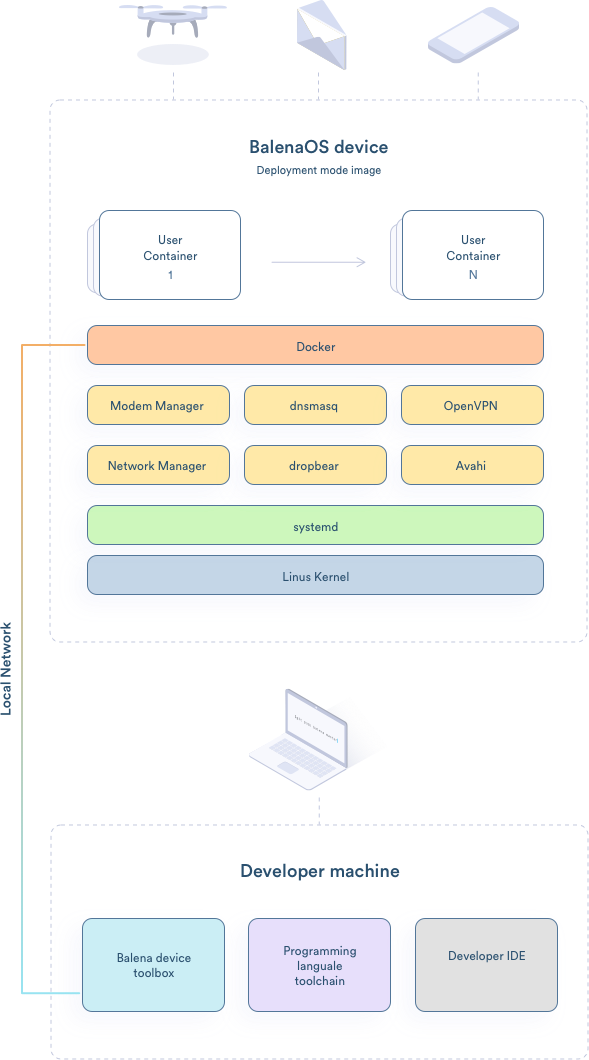 BalenaOS device
Deployment mode image
User
Container
1
User
Container
N
Docker
Modem Manager
dnsmasq
OpenVPN
Network Manager
dropbear
Avahi
systemd
Linus Kernel
Local Network
Developer machine
Balena device
toolbox
Programming
languale
toolchain
Developer IDE